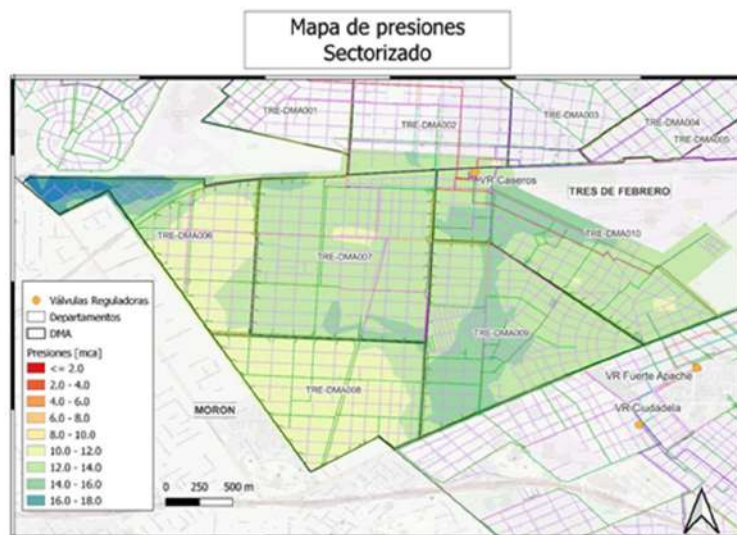 Mapa de presiones
Sectorizado
TRE-DMA001
TRE-DMA002
TRE-DMA003
TRE-DMA004
TRE-DMA005
VR Caseros
TRES DE FEBRERO
TRE-DMA006
TRE-DMA007
TRE-DMA010
TRE-DMA009
TRE-DMA008
MORON
VR Fuerte Apache
VR Ciudadela
Válvulas Reguladoras
Departamentos
DMA
Presiones [mca]
<= 2.0
2.0 - 4.0
4.0 - 6.0
6.0 - 8.0
8.0 - 10.0
10.0 - 12.0
12.0 - 14.0
14.0 - 16.0
16.0 - 18.0
0 250 500 m